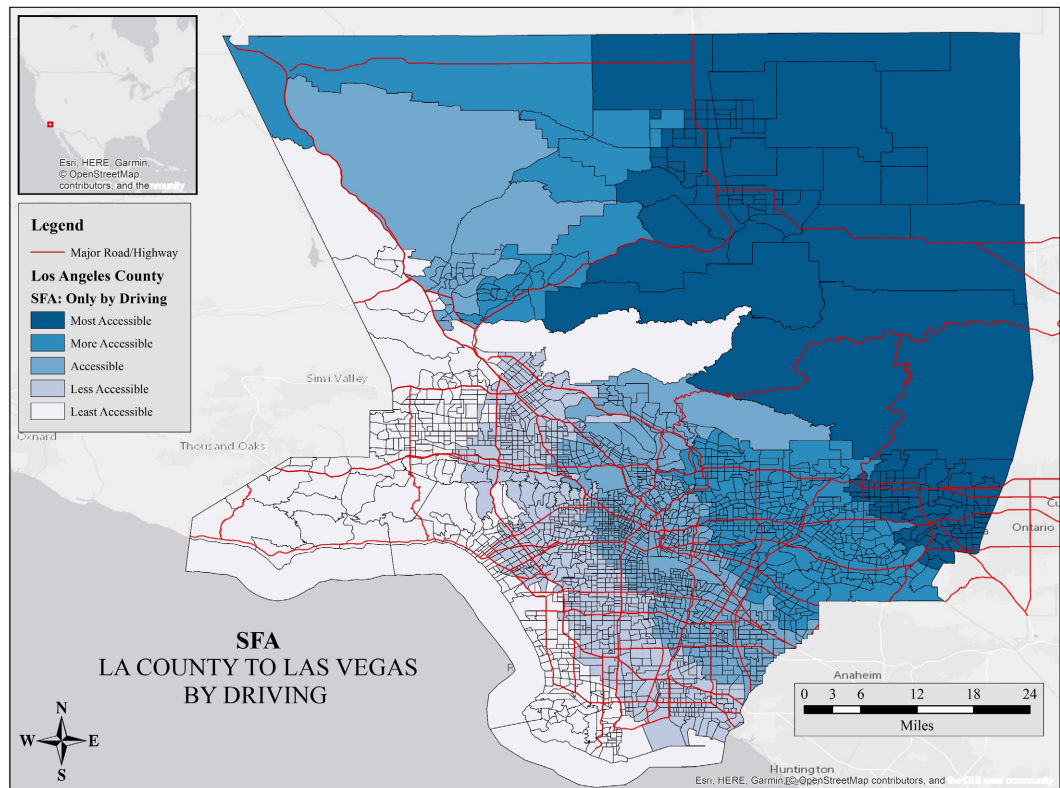 Esri, HERE, Garmin,
© OpenStreetMap
contributors, and the community
Legend
Major Road/Highway
Los Angeles County
SFA: Only by Driving
Most Accessible
More Accessible
Accessible
Less Accessible
Least Accessible
Simi Valley
Oxnard
Thousand Oaks
Ontario
SFA
LA COUNTY TO LAS VEGAS
BY DRIVING
N
W E
S
Anaheim
0 3 6 12 18 24
Miles
Huntington
Esri, HERE, Garmin, © OpenStreetMap contributors, and the GIS user community